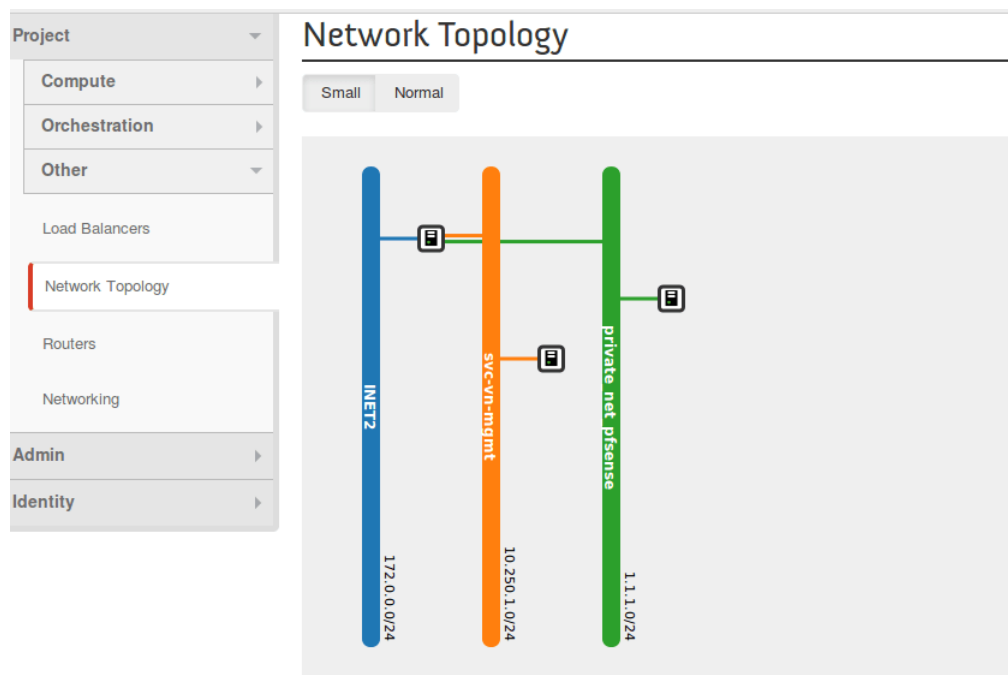 Project
Compute
Orchestration
Other
Load Balancers
Network Topology
Routers
Networking
Admin
Identity
Network Topology
Small Normal
INET2
172.0.0.0/24
svc-vn-mgmt
10.250.1.0/24
private_net_pfsense
1.1.1.0/24